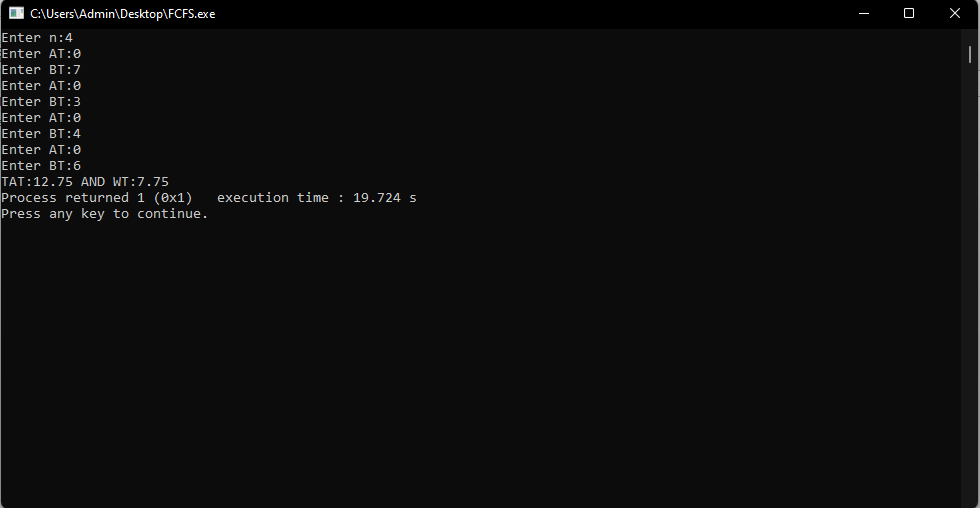 C:\Users\Admin\Desktop\FCFS.exe
Enter n:4
Enter AT:0
Enter BT:7
Enter AT:0
Enter BT:3
Enter AT:0
Enter BT:4
Enter AT:0
Enter BT:6
TAT:12.75 AND WT:7.75
Process returned 1 (0x1)   execution time : 19.724 s
Press any key to continue.